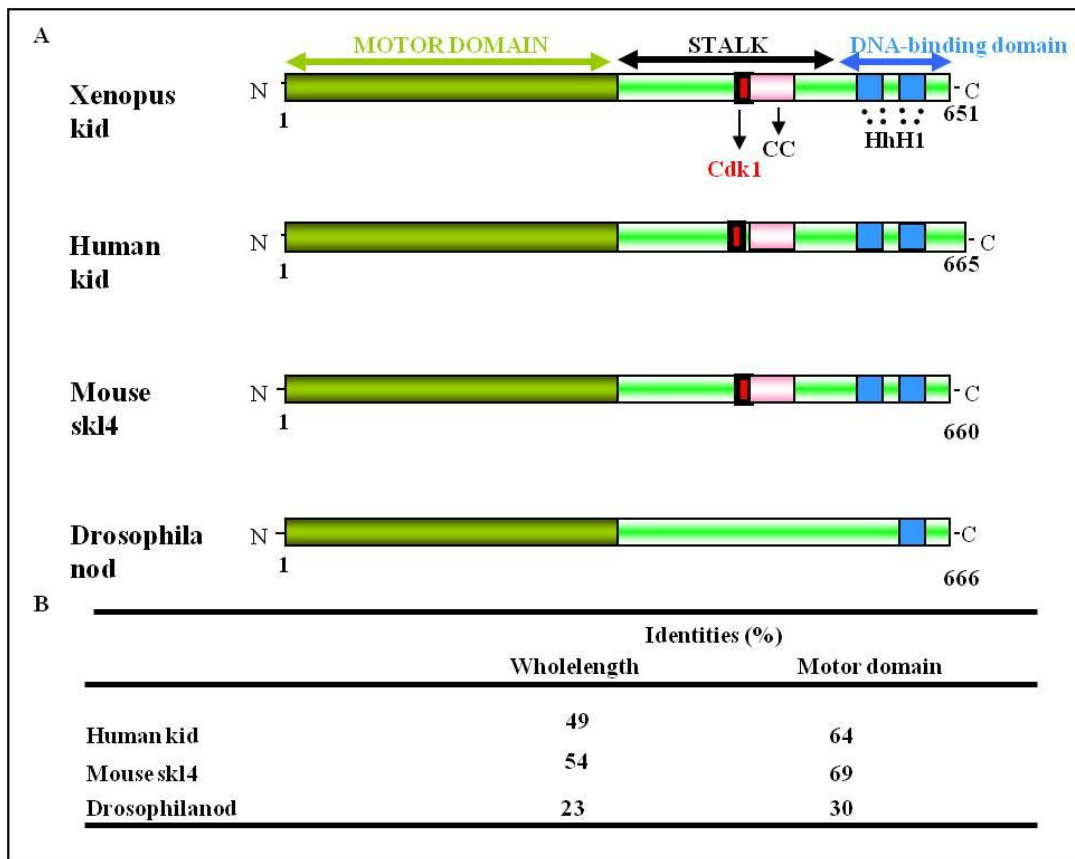 A
MOTOR DOMAIN
STALK
DNA-binding domain
Xenopus
kid
N
C
1
651
HhH1
CC
Cdk1
Human
kid
N
C
1
665
Mouse
skl4
N
C
1
660
Drosophila
nod
N
C
1
666
B
Identities (%)
Wholelength Motor domain
Human kid 49 64
Mouse skl4 54 69
Drosophilanod 23 30